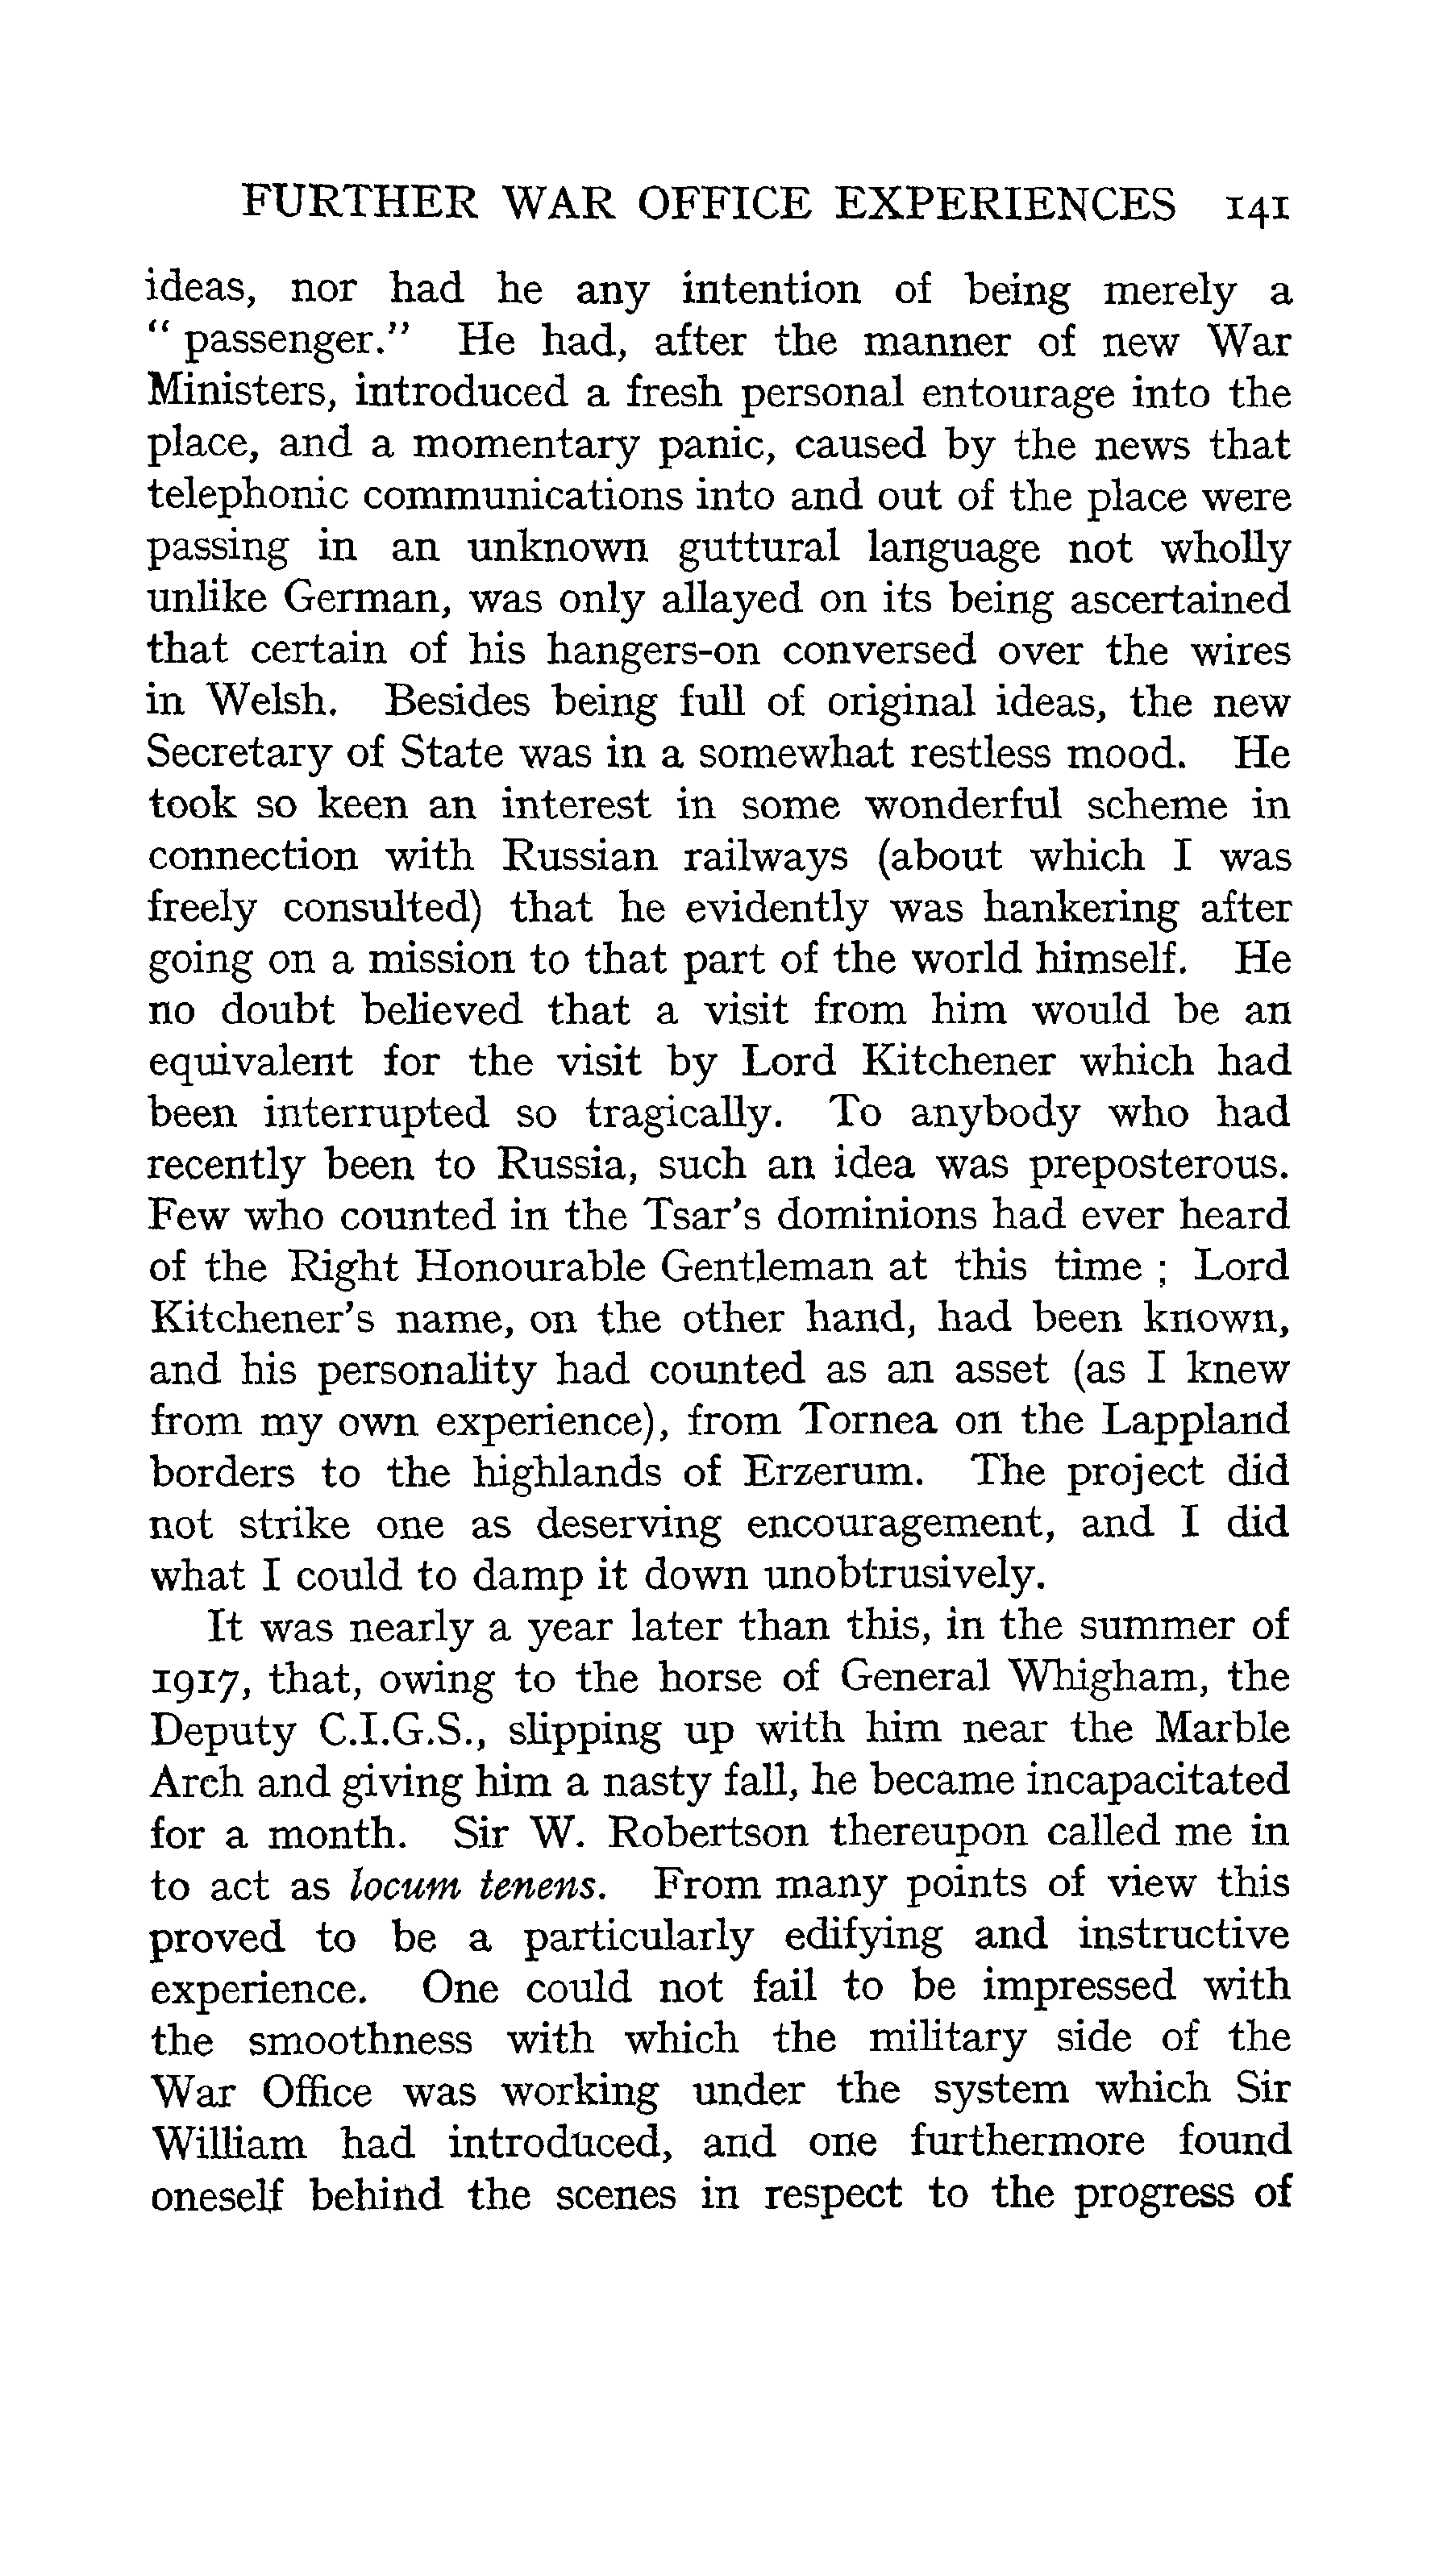 FURTHER WAR OFFICE EXPERIENCES 141
ideas, nor had he any intention of being merely a
“ passenger.” He had, after the manner of new War
Ministers, introduced a fresh personal entourage into the
place, and a momentary panic, caused by the news that
telephonic communications into and out of the place were
passing in an unknown guttural language not wholly
unlike German, was only allayed on its being ascertained
that certain of his hangers-on conversed over the wires
in Welsh. Besides being full of original ideas, the new
Secretary of State was in a somewhat restless mood. He
took so keen an interest in some wonderful scheme in
connection with Russian railways (about which I was
freely consulted) that he evidently was hankering after
going on a mission to that part of the world himself. He
no doubt believed that a visit from him would be an
equivalent for the visit by Lord Kitchener which had
been interrupted so tragically. To anybody who had
recently been to Russia, such an idea was preposterous.
Few who counted in the Tsar’s dominions had ever heard
of the Right Honourable Gentleman at this time ; Lord
Kitchener’s name, on the other hand, had been known,
and his personality had counted as an asset (as I knew
from my own experience), from Tornea on the Lappland
borders to the highlands of Erzerum. The project did
not strike one as deserving encouragement, and I did
what I could to damp it down unobtrusively.
It was nearly a year later than this, in the summer of
1917, that, owing to the horse of General Whigham, the
Deputy C.I.G.S., slipping up with him near the Marble
Arch and giving him a nasty fall, he became incapacitated
for a month. Sir W. Robertson thereupon called me in
to act as locum tenens. From many points of view this
proved to be a particularly edifying and instructive
experience. One could not fail to be impressed with
the smoothness with which the military side of the
War Office was working under the system which Sir
William had introduced, and one furthermore found
oneself behind the scenes in respect to the progress of